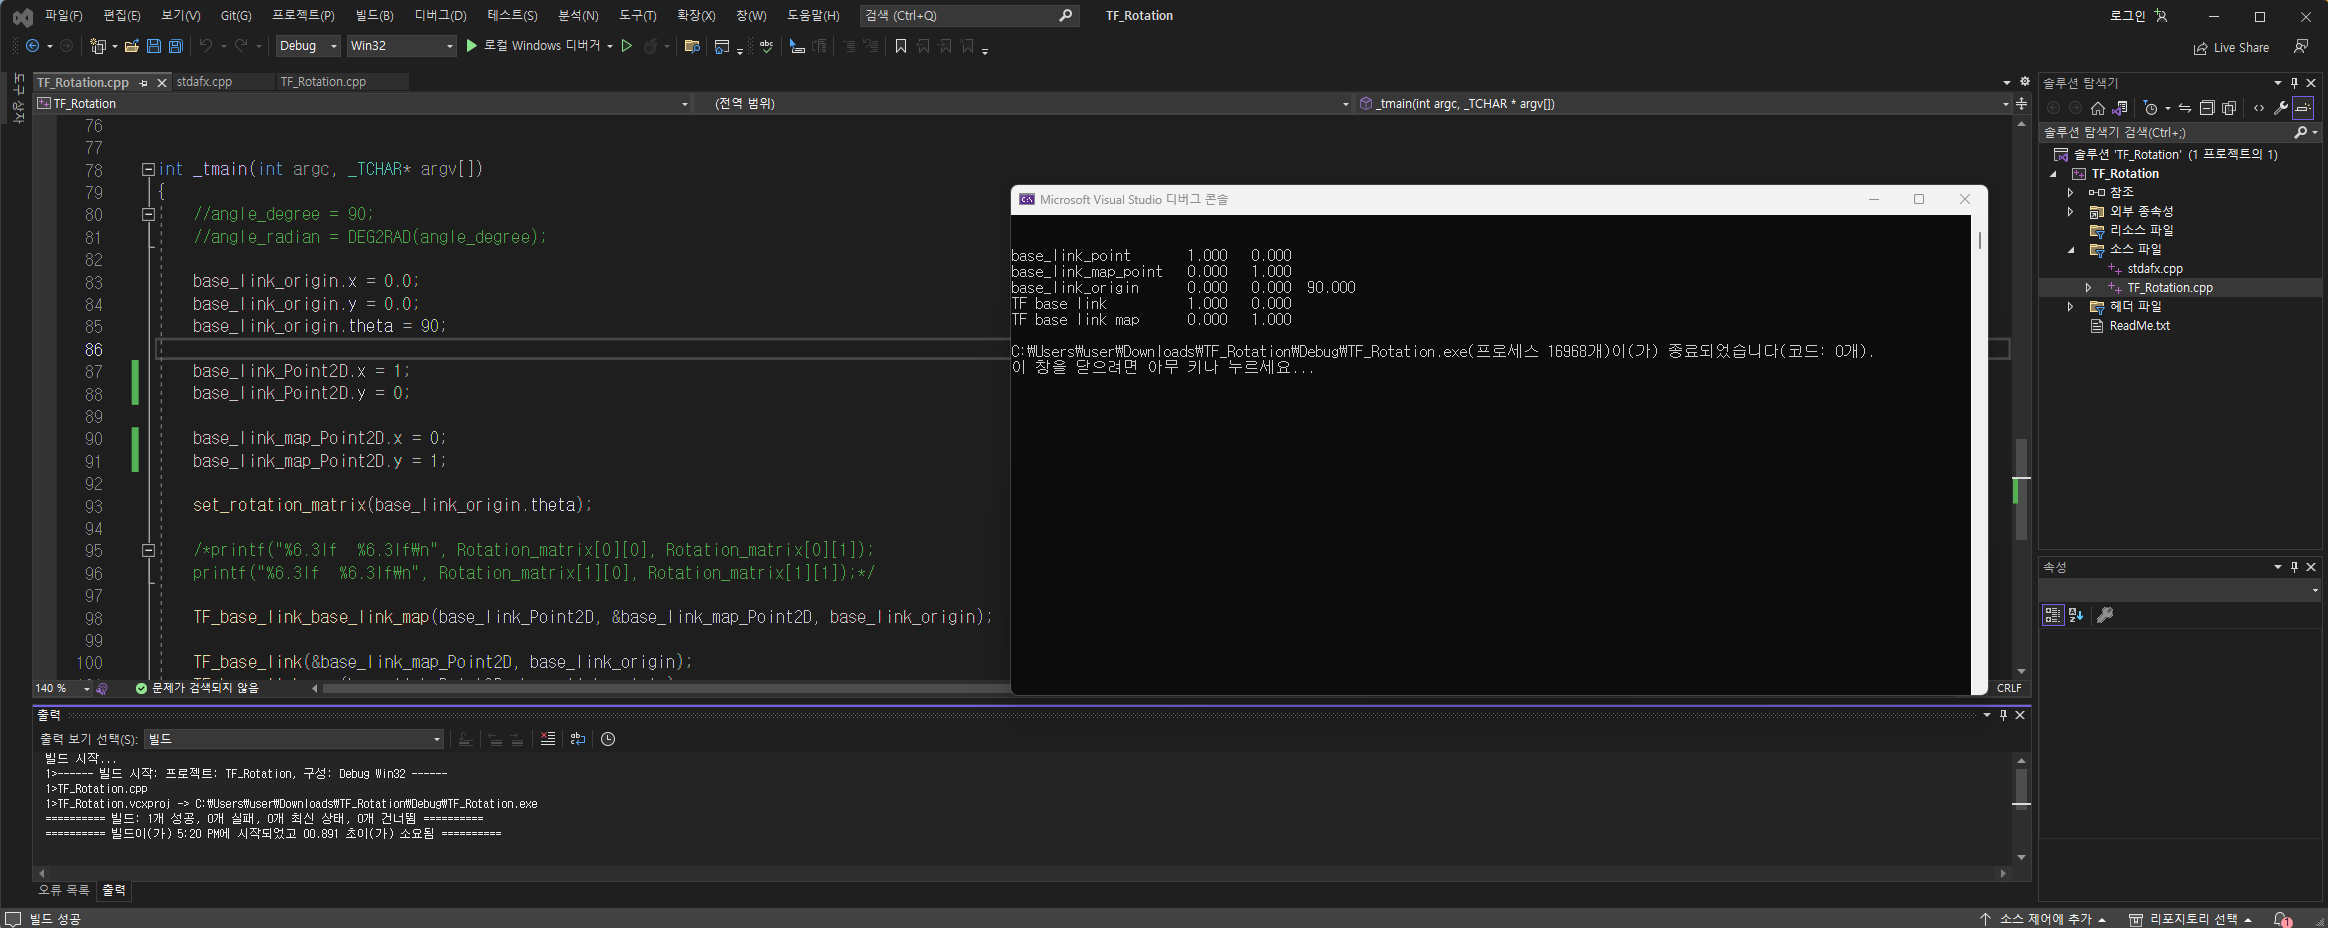 파일(F) 편집(E) 보기(V) Git(G) 프로젝트(P) 빌드(B) 디버그(D) 테스트(S) 분석(N) 도구(T) 확장(X) 창(W) 도움말(H) 검색 (Ctrl+Q) TF_Rotation 로그인
Debug Win32 로컬 Windows 디버거 Live Share
도구 상자
TF_Rotation.cpp stdafx.cpp TF_Rotation.cpp
TF_Rotation (전역 범위) _tmain(int argc, _TCHAR * argv[])
76
77
78 int _tmain(int argc, _TCHAR* argv[])
79 {
80 //angle_degree = 90;
81 //angle_radian = DEG2RAD(angle_degree);
82
83 base_link_origin.x = 0.0;
84 base_link_origin.y = 0.0;
85 base_link_origin.theta = 90;
86
87 base_link_Point2D.x = 1;
88 base_link_Point2D.y = 0;
89
90 base_link_map_Point2D.x = 0;
91 base_link_map_Point2D.y = 1;
92
93 set_rotation_matrix(base_link_origin.theta);
94
95 /*printf("%6.3lf  %6.3lf₩n", Rotation_matrix[0][0], Rotation_matrix[0][1]);
96 printf("%6.3lf  %6.3lf₩n", Rotation_matrix[1][0], Rotation_matrix[1][1]);*/
97
98 TF_base_link_base_link_map(base_link_Point2D, &base_link_map_Point2D, base_link_origin);
99
100 TF_base_link(&base_link_map_Point2D, base_link_origin);
140 % 문제가 검색되지 않음 CRLF
Microsoft Visual Studio 디버그 콘솔
base_link_point 1.000 0.000
base_link_map_point 0.000 1.000
base_link_origin 0.000 0.000 90.000
TF base link 1.000 0.000
TF base link map 0.000 1.000
C:₩Users₩user₩Downloads₩TF_Rotation₩Debug₩TF_Rotation.exe(프로세스 16968개)이(가) 종료되었습니다(코드: 0개).
이 창을 닫으려면 아무 키나 누르세요...
출력
출력 보기 선택(S): 빌드
빌드 시작...
1>------ 빌드 시작: 프로젝트: TF_Rotation, 구성: Debug Win32 ------
1>TF_Rotation.cpp
1>TF_Rotation.vcxproj -> C:₩Users₩user₩Downloads₩TF_Rotation₩Debug₩TF_Rotation.exe
========== 빌드: 1개 성공, 0개 실패, 0개 최신 상태, 0개 건너뜀 ==========
========== 빌드이(가) 5:20 PM에 시작되었고 00.891 초이(가) 소요됨 ==========
오류 목록 출력
솔루션 탐색기
솔루션 탐색기 검색(Ctrl+;)
솔루션 'TF_Rotation' (1 프로젝트의 1)
TF_Rotation
참조
외부 종속성
리소스 파일
소스 파일
stdafx.cpp
TF_Rotation.cpp
헤더 파일
ReadMe.txt
속성
빌드 성공 소스 제어에 추가 리포지토리 선택 1